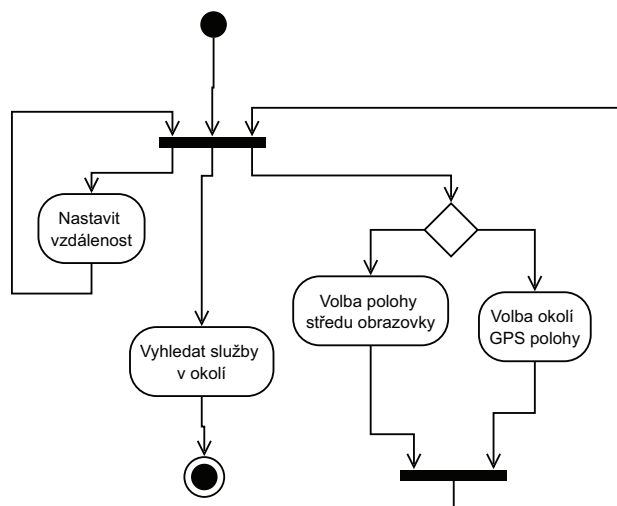 Nastavit
vzdálenost
Vyhledat služby
v okolí
Volba polohy
středu obrazovky
Volba okolí
GPS polohy